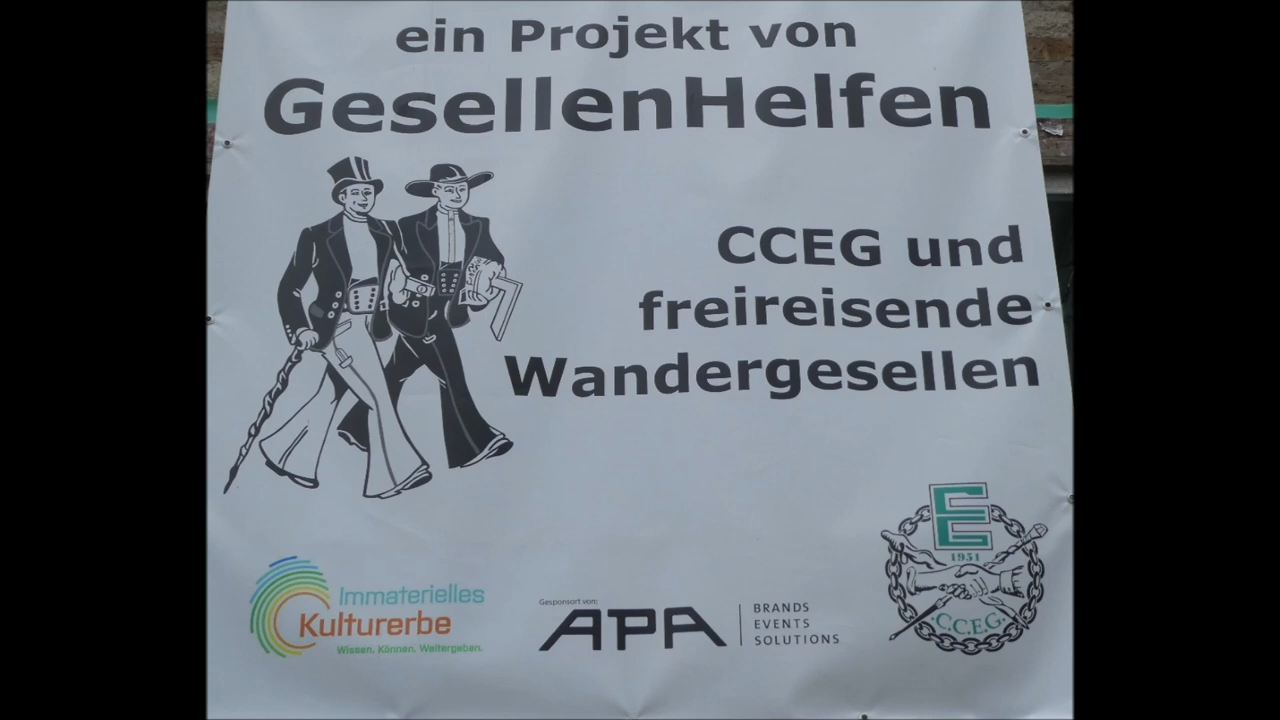 ein Projekt von
GesellenHelfen
CCEG und
freireisende
Wandergesellen
Immaterielles
Kulturerbe
Wissen. Können. Weitergeben.
Gesponsort von:
APA
BRANDS
EVENTS
SOLUTIONS
E
1951
C.C.E.G.